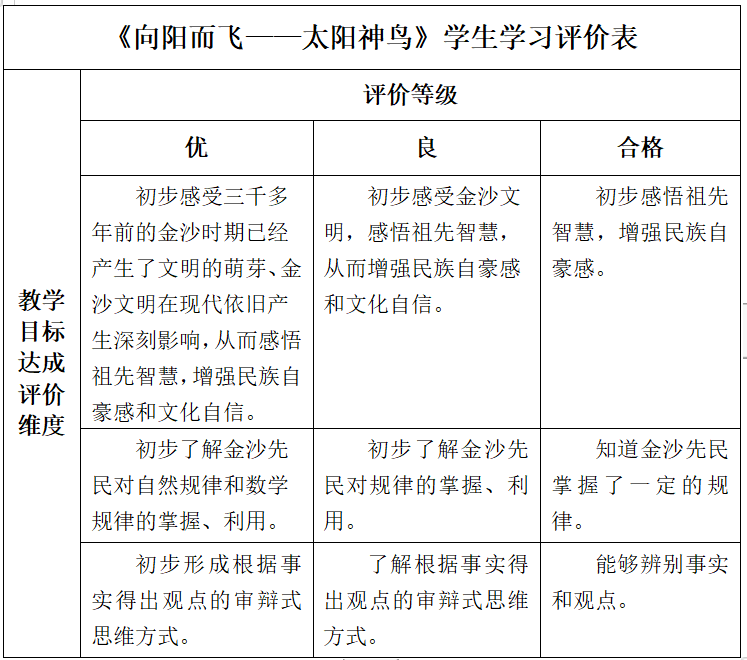 《向阳而飞——太阳神鸟》学生学习评价表
教学
目标
达成
评价
维度
评价等级
优
良
合格
初步感受三千多
年前的金沙时期已经
产生了文明的萌芽、金
沙文明在现代依旧产
生深刻影响，从而感悟
祖先智慧，增强民族自
豪感和文化自信。
初步感受金沙文
明，感悟祖先智慧，
从而增强民族自豪感
和文化自信。
初步感悟祖先
智慧，增强民族自
豪感。
初步了解金沙先
民对自然规律和数学
规律的掌握、利用。
初步了解金沙先
民对规律的掌握、利
用。
知道金沙先民
掌握了一定的规
律。
初步形成根据事
实得出观点的审辩式
思维方式。
了解根据事实得
出观点的审辩式思维
方式。
能够辨别事实
和观点。